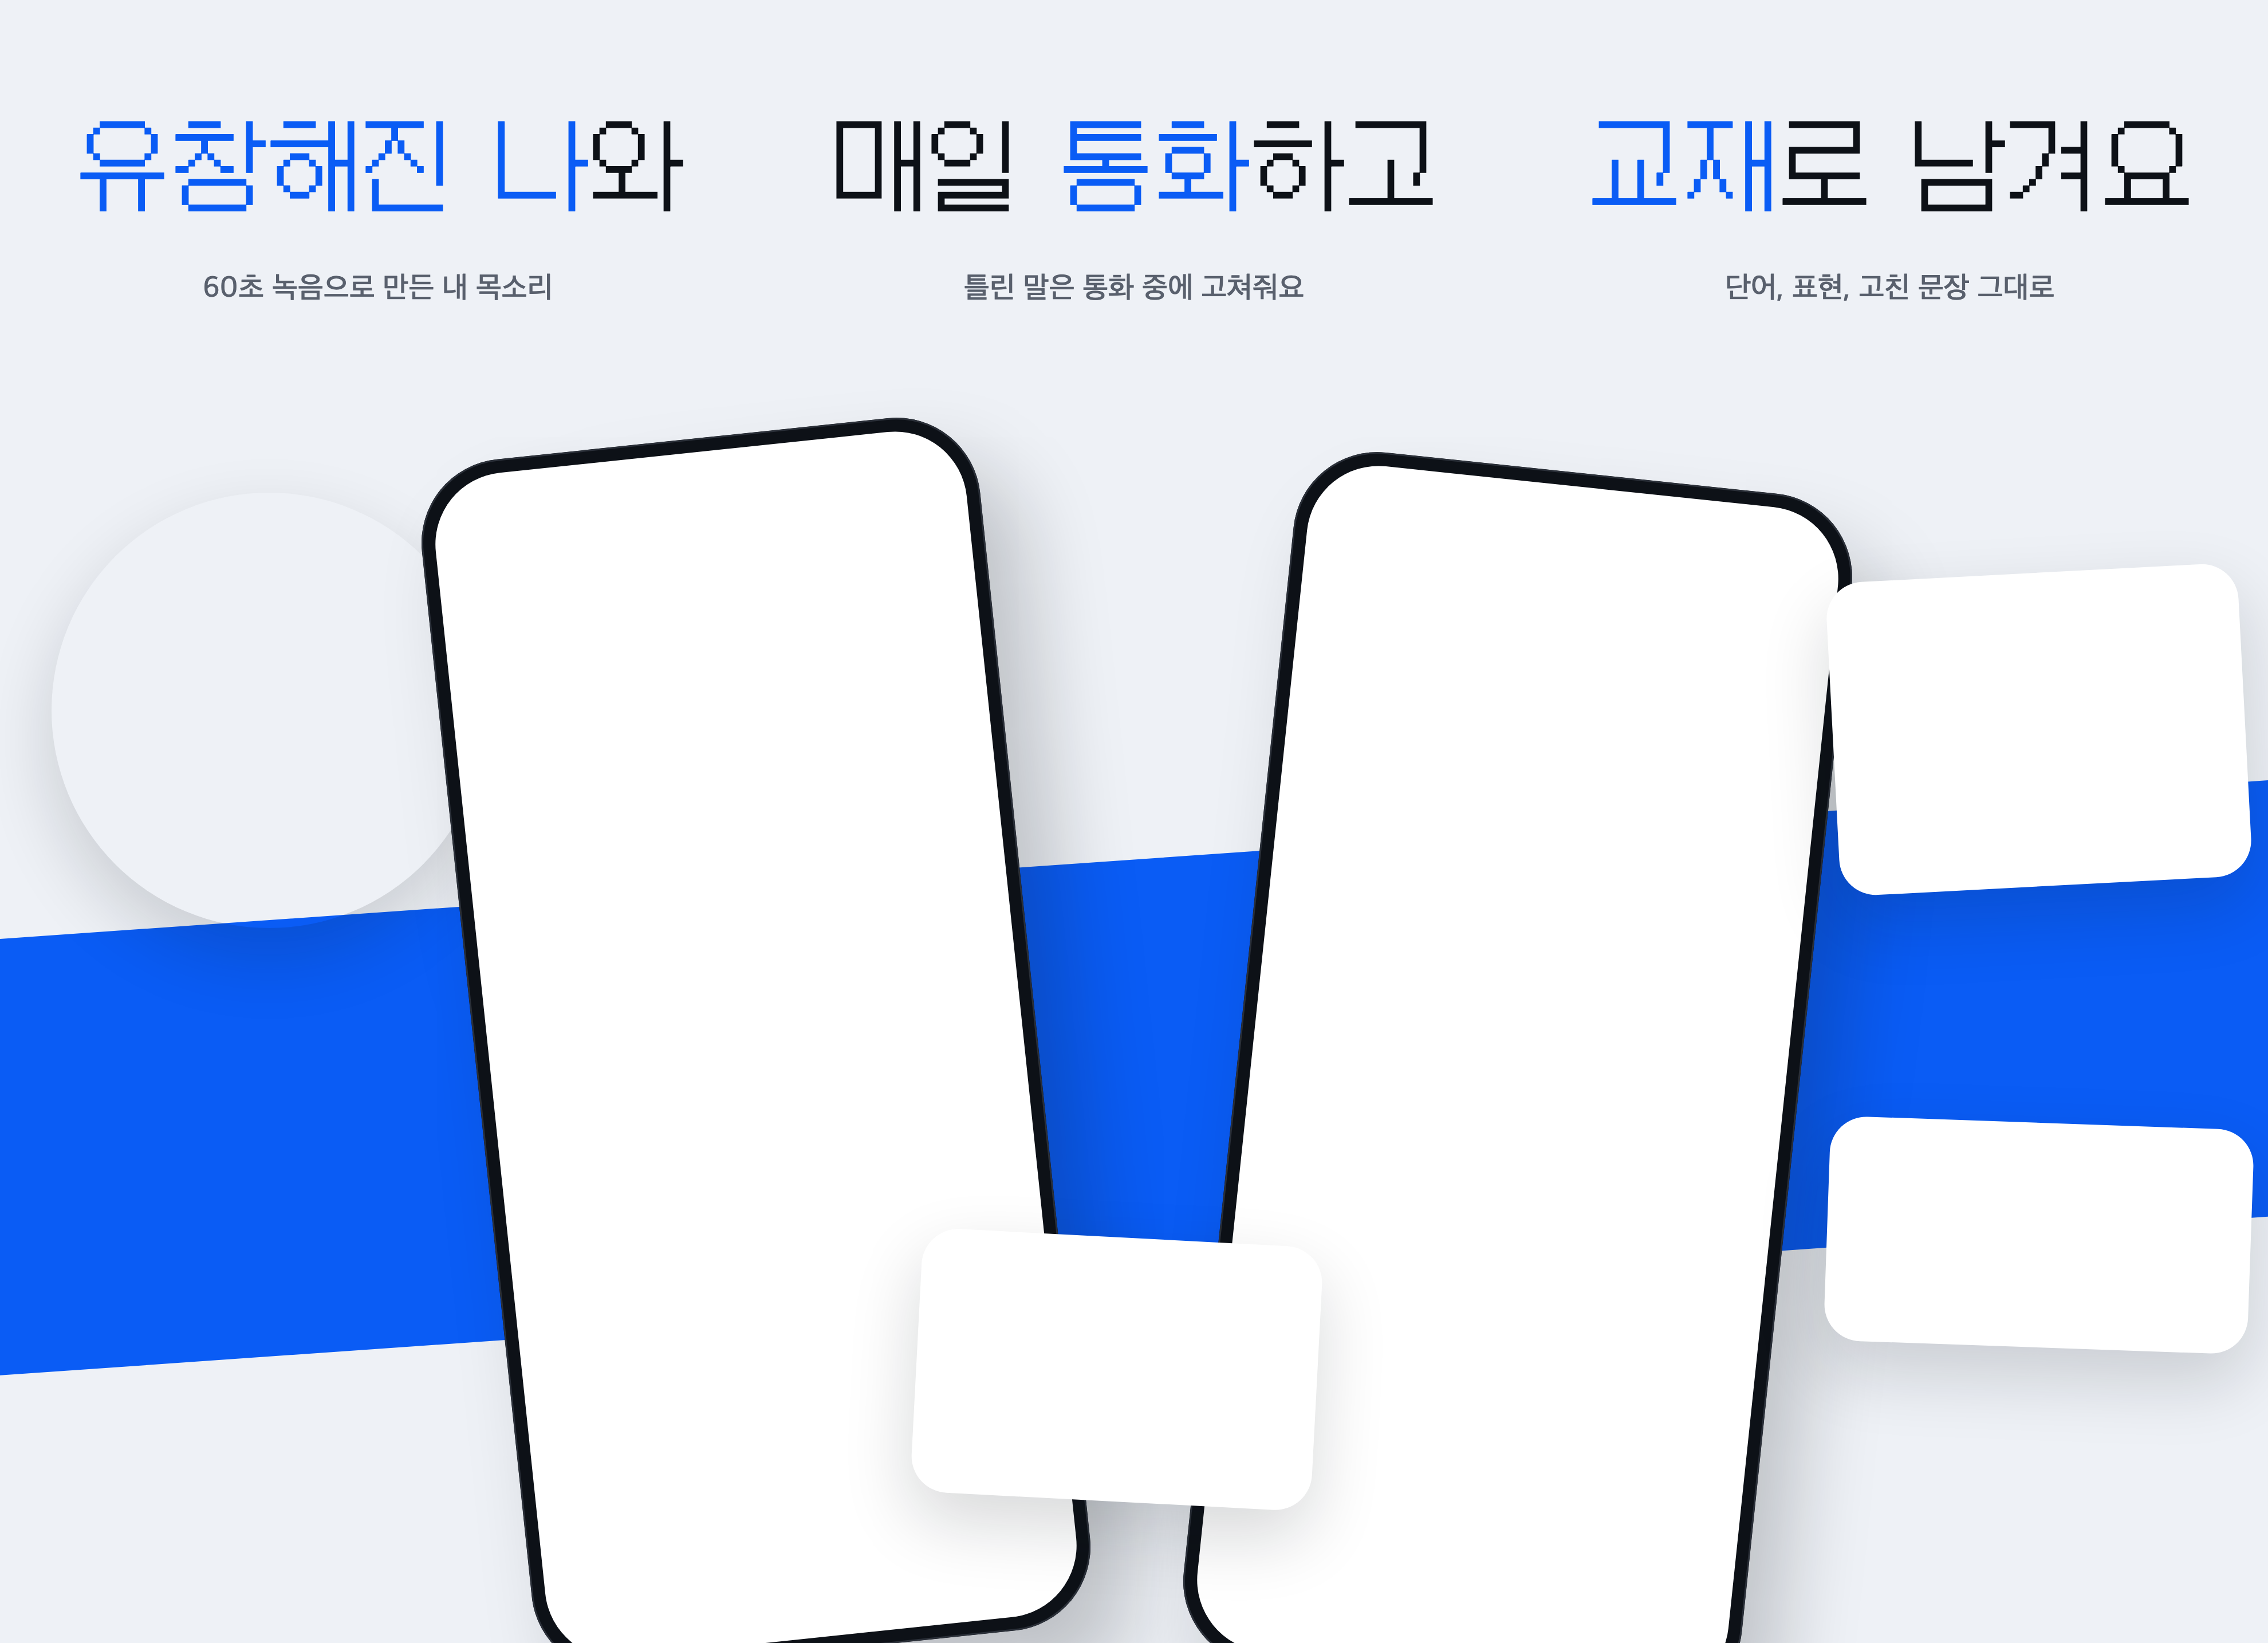 유창해진 나와
60초 녹음으로 만든 내 목소리
매일 통화하고
틀린 말은 통화 중에 고쳐줘요
교재로 남겨요
단어, 표현, 고친 문장 그대로